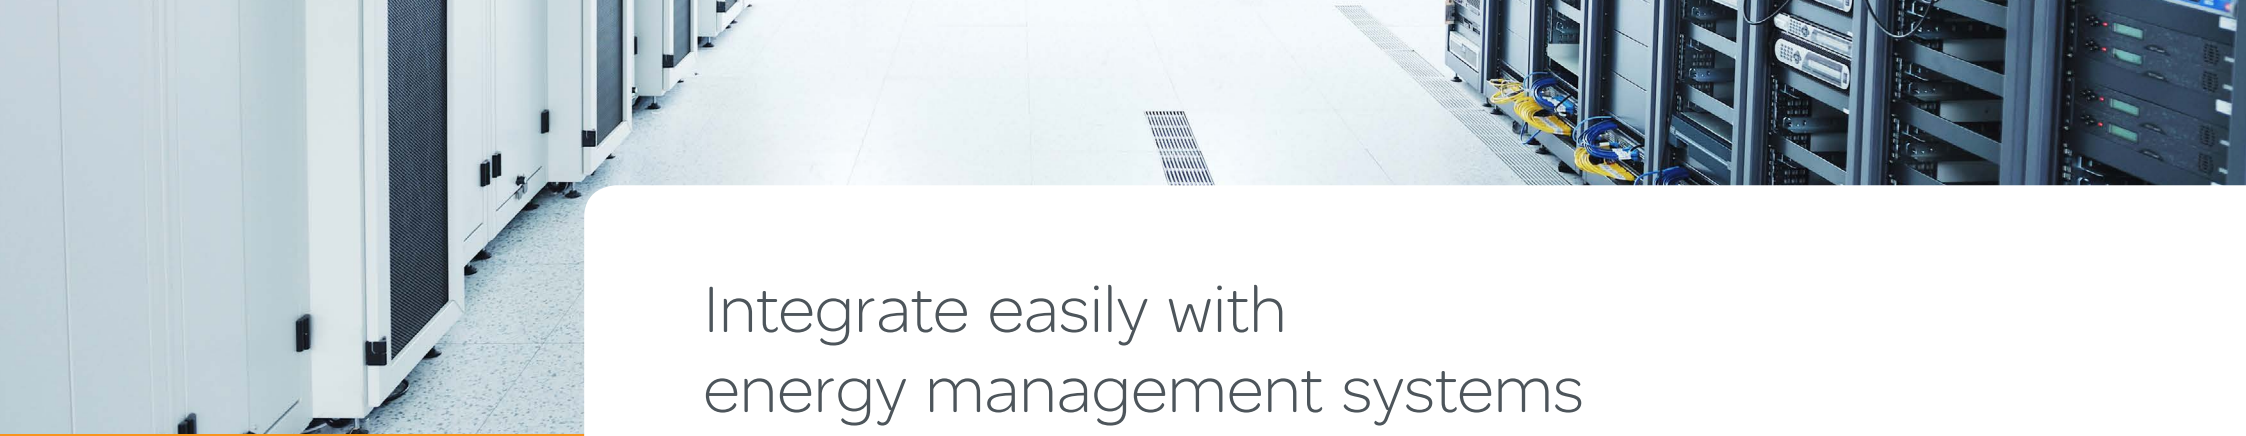 Integrate easily with
energy management systems